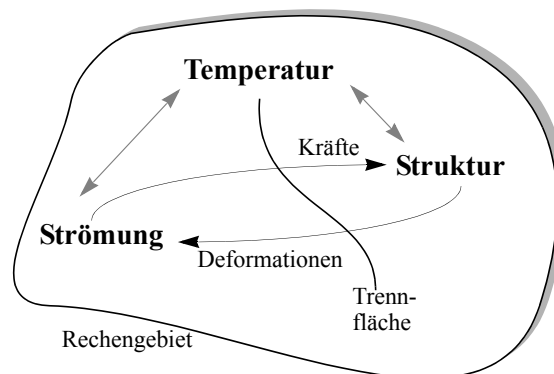 Temperatur
Kräfte
Struktur
Strömung
Deformationen
Trenn-
fläche
Rechengebiet